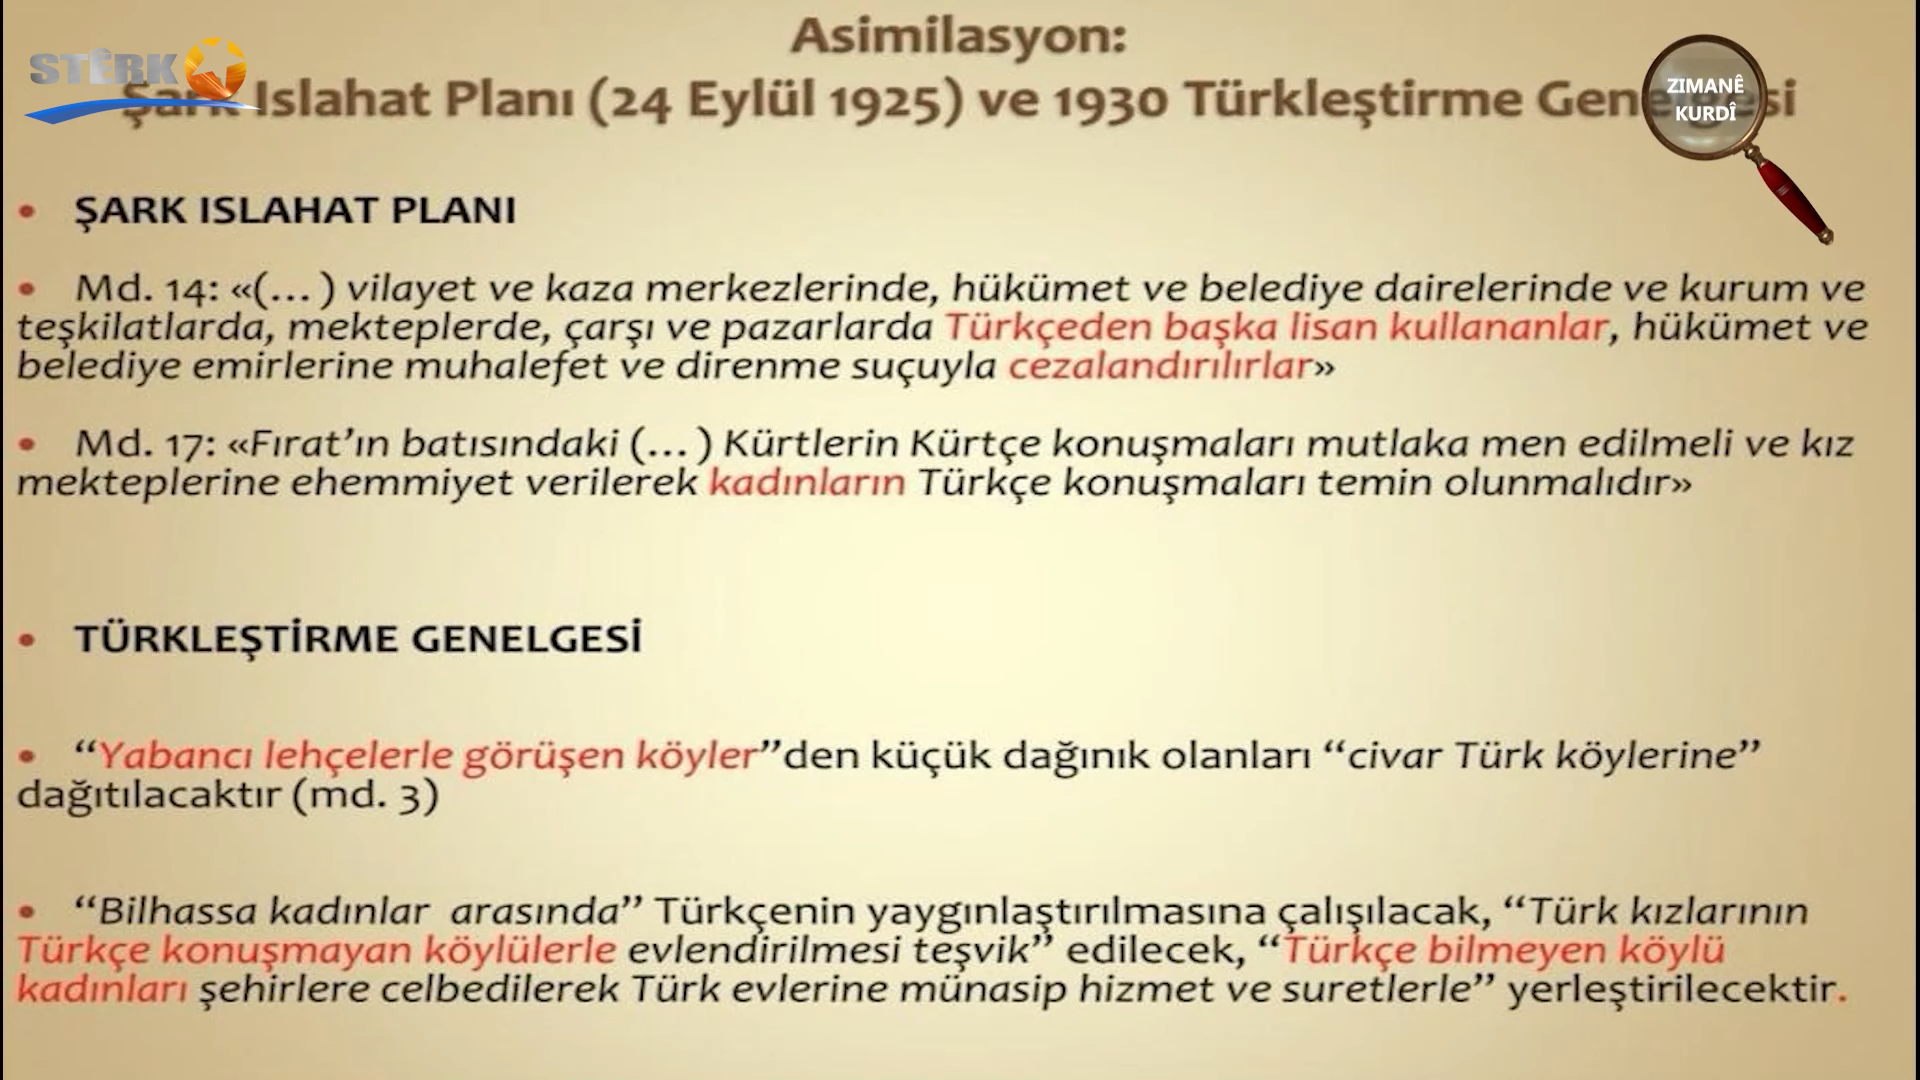 Asimilasyon:
STÊRK
Şark Islahat Planı (24 Eylül 1925) ve 1930 Türkleştirme Genelgesi
ZIMANÊ
KURDÎ
• ŞARK ISLAHAT PLANI
• Md. 14: «(... ) vilayet ve kaza merkezlerinde, hükümet ve belediye dairelerinde ve kurum ve
teşkilatlarda, mekteplerde, çarşı ve pazarlarda Türkçeden başka lisan kullananlar, hükümet ve
belediye emirlerine muhalefet ve direnme suçuyla cezalandırılırlar»
• Md. 17: «Fırat’ın batısındaki (... ) Kürtlerin Kürtçe konuşmaları mutlaka men edilmeli ve kız
mekteplerine ehemmiyet verilerek kadınların Türkçe konuşmaları temin olunmalıdır»
• TÜRKLEŞTİRME GENELGESİ
• “Yabancı lehçelerle görüşen köyler”den küçük dağınık olanları “civar Türk köylerine”
dağıtılacaktır (md. 3)
• “Bilhassa kadınlar arasında” Türkçenin yaygınlaştırılmasına çalışılacak, “Türk kızlarının
Türkçe konuşmayan köylülerle evlendirilmesi teşvik” edilecek, “Türkçe bilmeyen köylü
kadınları şehirlere celbedilerek Türk evlerine münasip hizmet ve suretlerle” yerleştirilecektir.